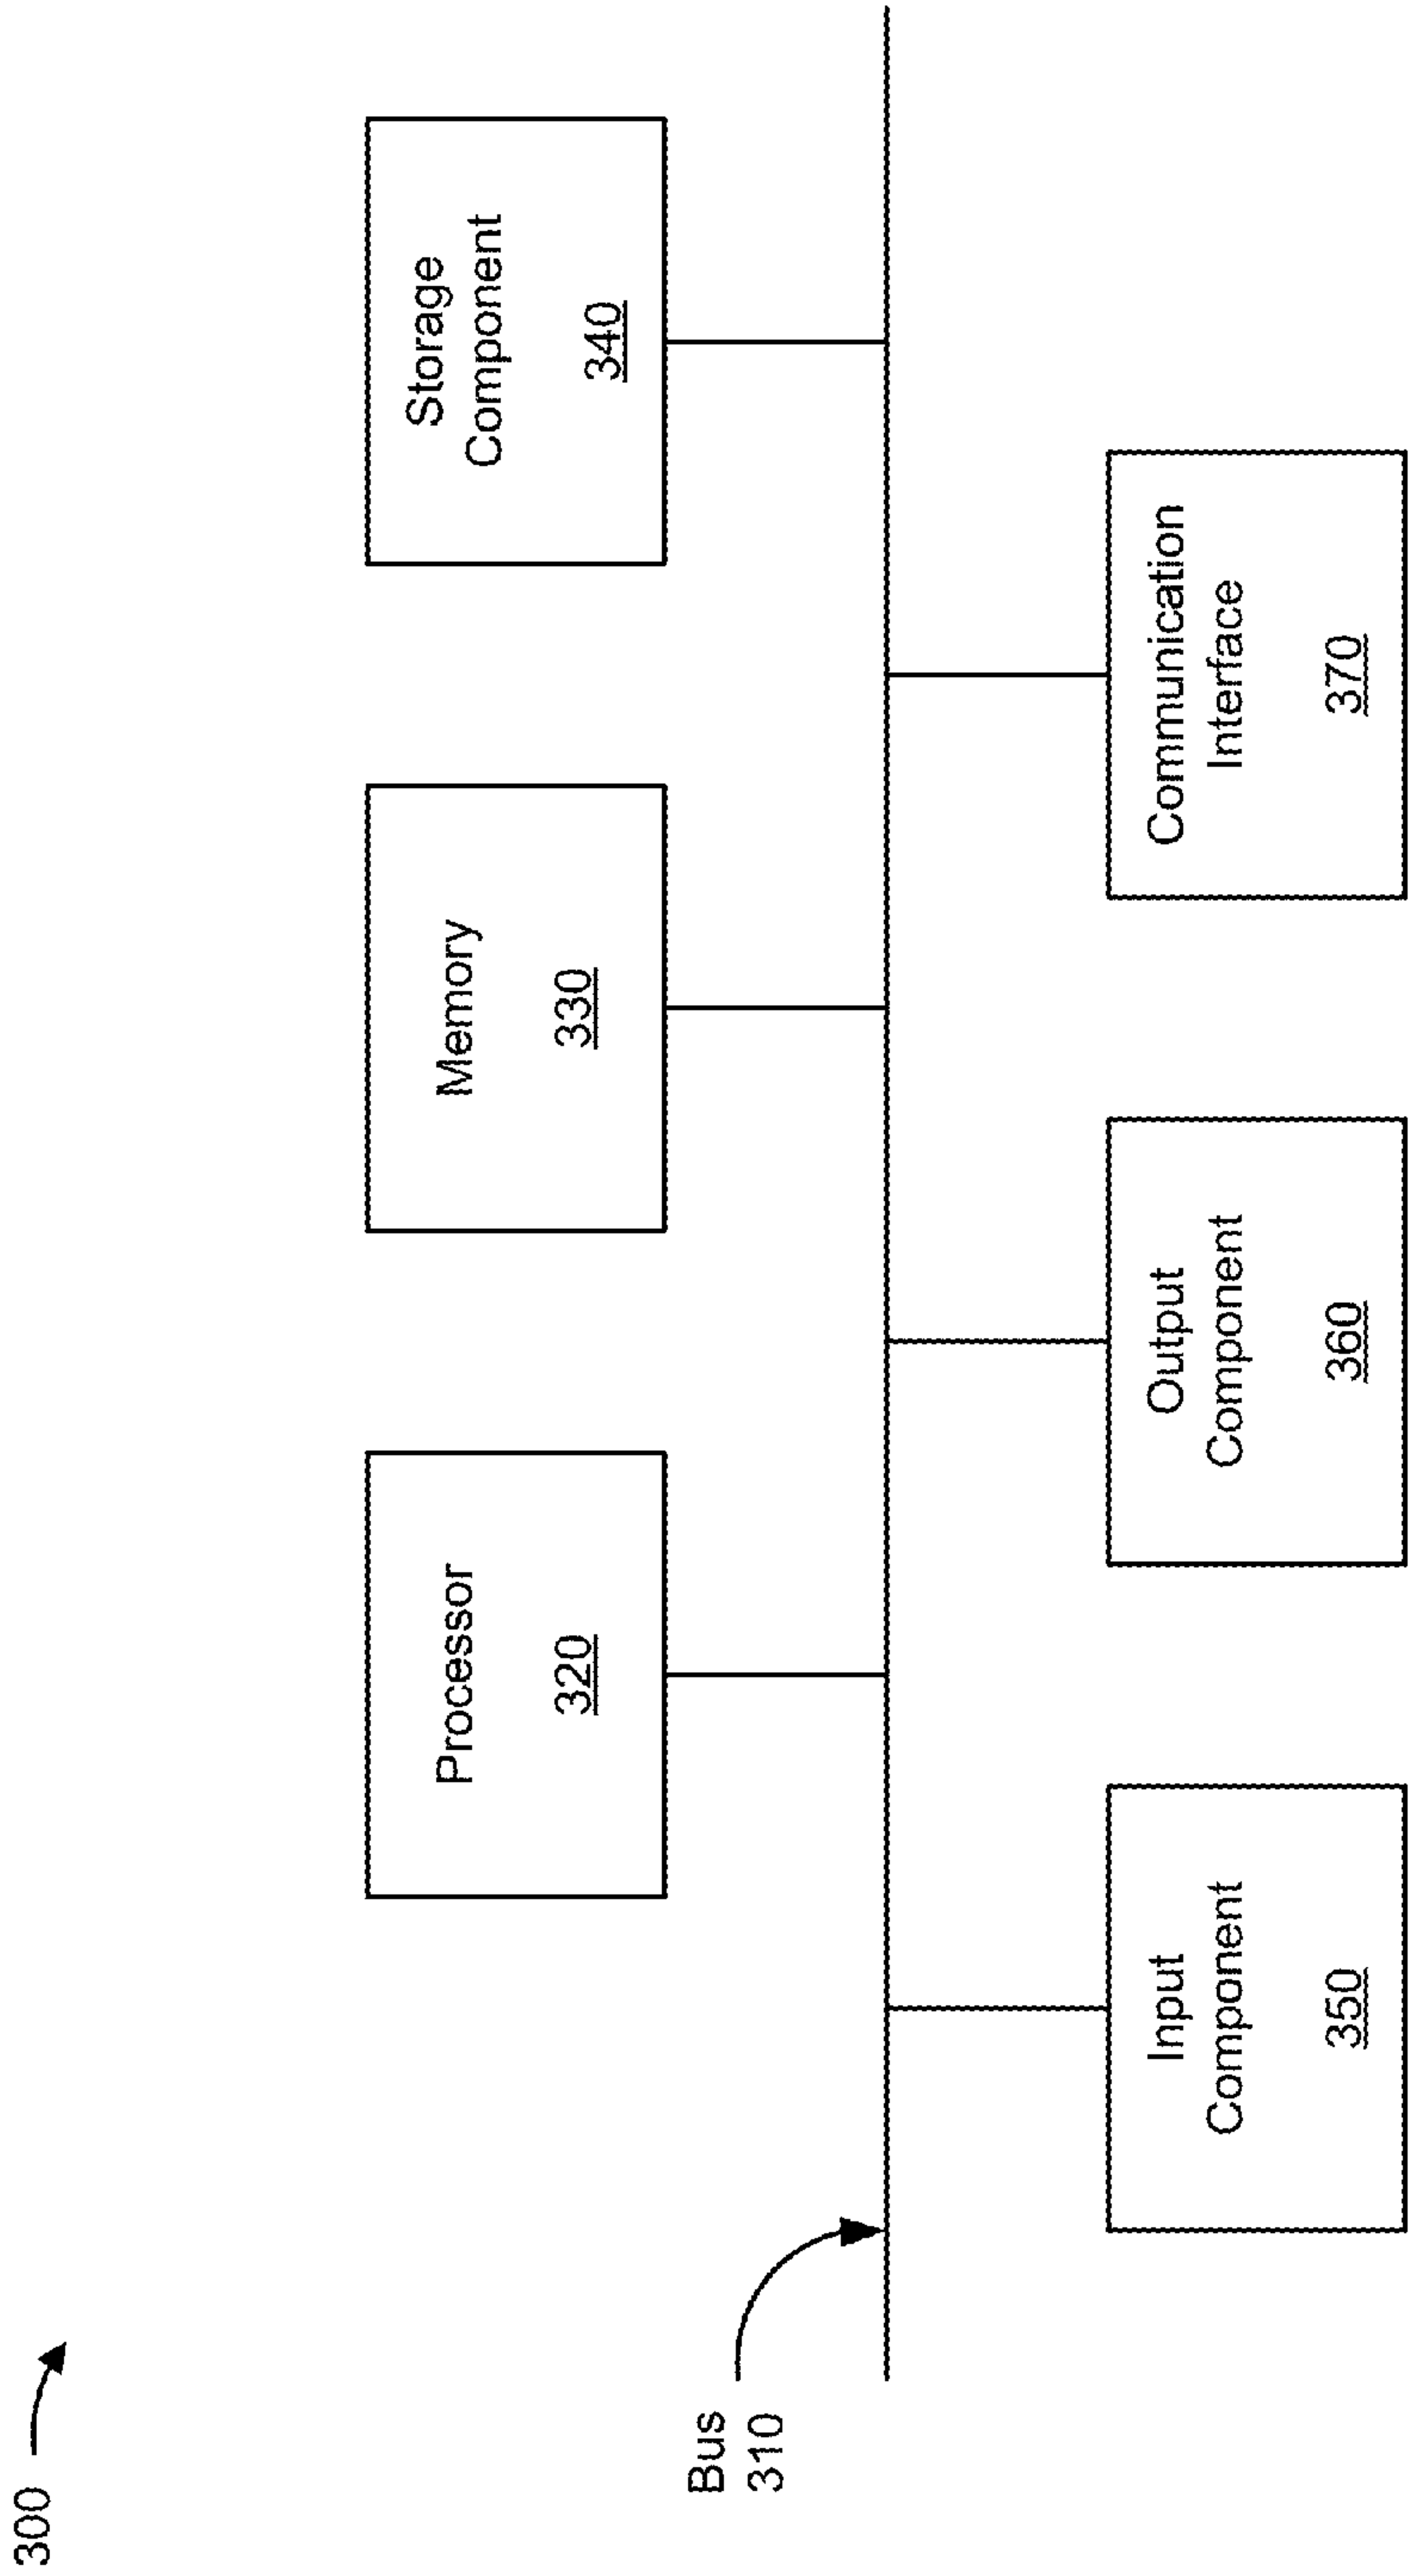 300
Processor
320
Memory
330
Storage
Component
340
Bus
310
Input
Component
350
Output
Component
360
Communication
Interface
370